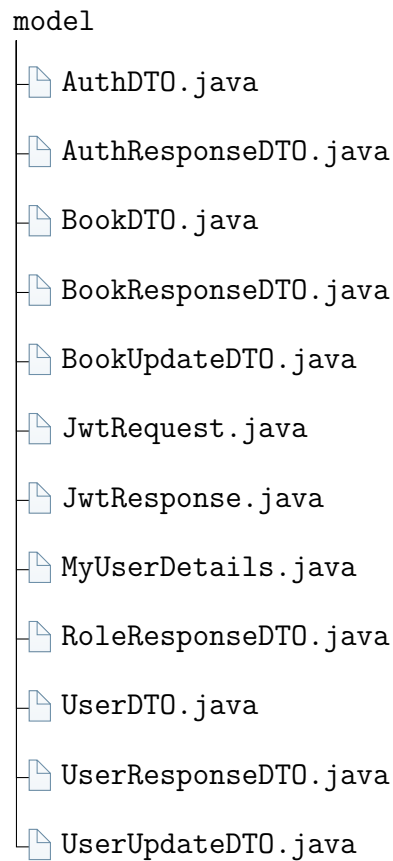 model
AuthDTO.java
AuthResponseDTO.java
BookDTO.java
BookResponseDTO.java
BookUpdateDTO.java
JwtRequest.java
JwtResponse.java
MyUserDetails.java
RoleResponseDTO.java
UserDTO.java
UserResponseDTO.java
UserUpdateDTO.java